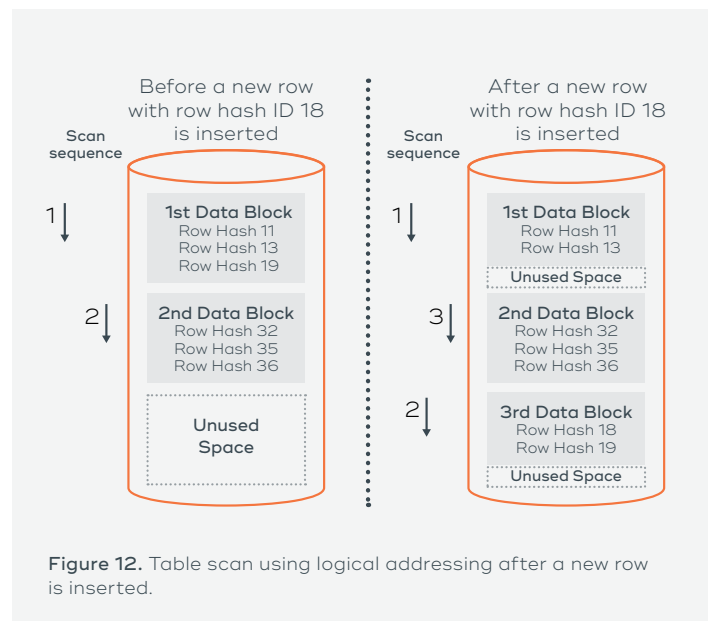 Before a new row
with row hash ID 18
is inserted
Scan
sequence
1
1st Data Block
Row Hash 11
Row Hash 13
Row Hash 19
2
2nd Data Block
Row Hash 32
Row Hash 35
Row Hash 36
Unused
Space
After a new row
with row hash ID 18
is inserted
Scan
sequence
1
1st Data Block
Row Hash 11
Row Hash 13
Unused Space
3
2nd Data Block
Row Hash 32
Row Hash 35
Row Hash 36
2
3rd Data Block
Row Hash 18
Row Hash 19
Unused Space
Figure 12. Table scan using logical addressing after a new row
is inserted.